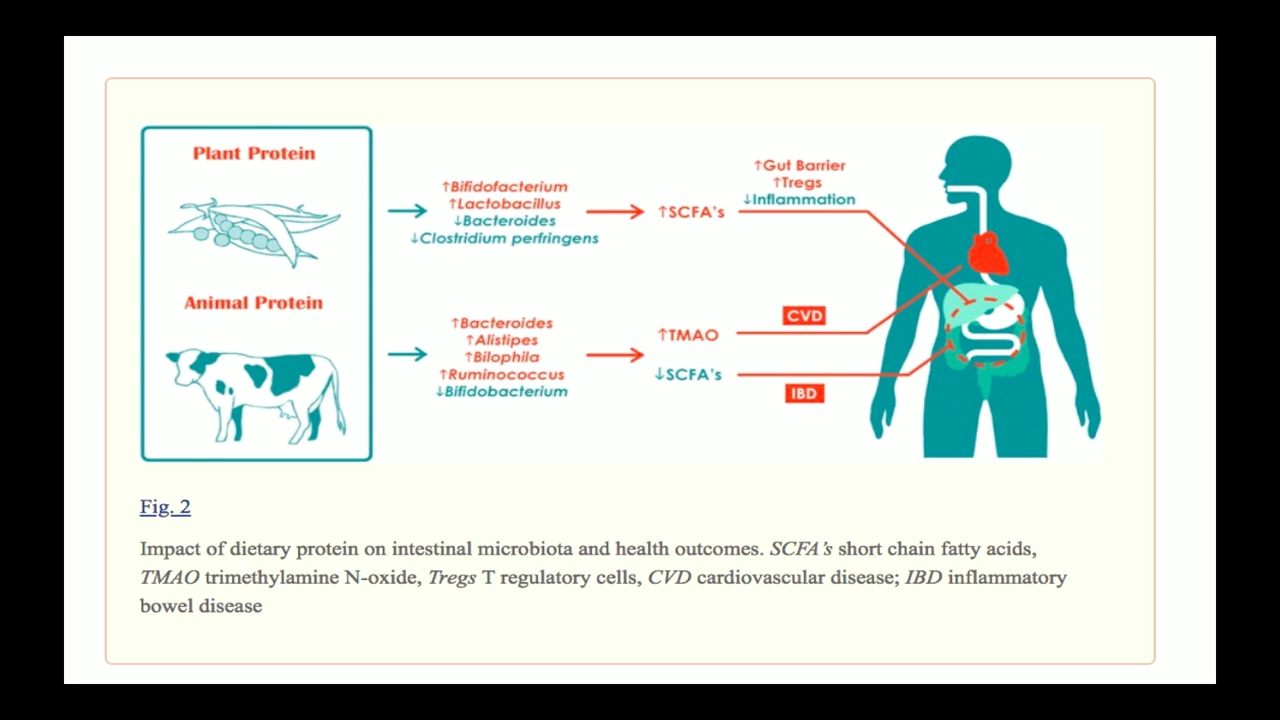 Plant Protein
↑Bifidofacterium
↑Lactobacillus
↓Bacteroides
↓Clostridium perfringens
↑SCFA's
↑Gut Barrier
↑Tregs
↓Inflammation
Animal Protein
↑Bacteroides
↑Alistipes
↑Bilophila
↑Ruminococcus
↓Bifidobacterium
↑TMAO
↓SCFA's
CVD
IBD
Fig. 2
Impact of dietary protein on intestinal microbiota and health outcomes. SCFA's short chain fatty acids,
TMAO trimethylamine N-oxide, Tregs T regulatory cells, CVD cardiovascular disease; IBD inflammatory
bowel disease